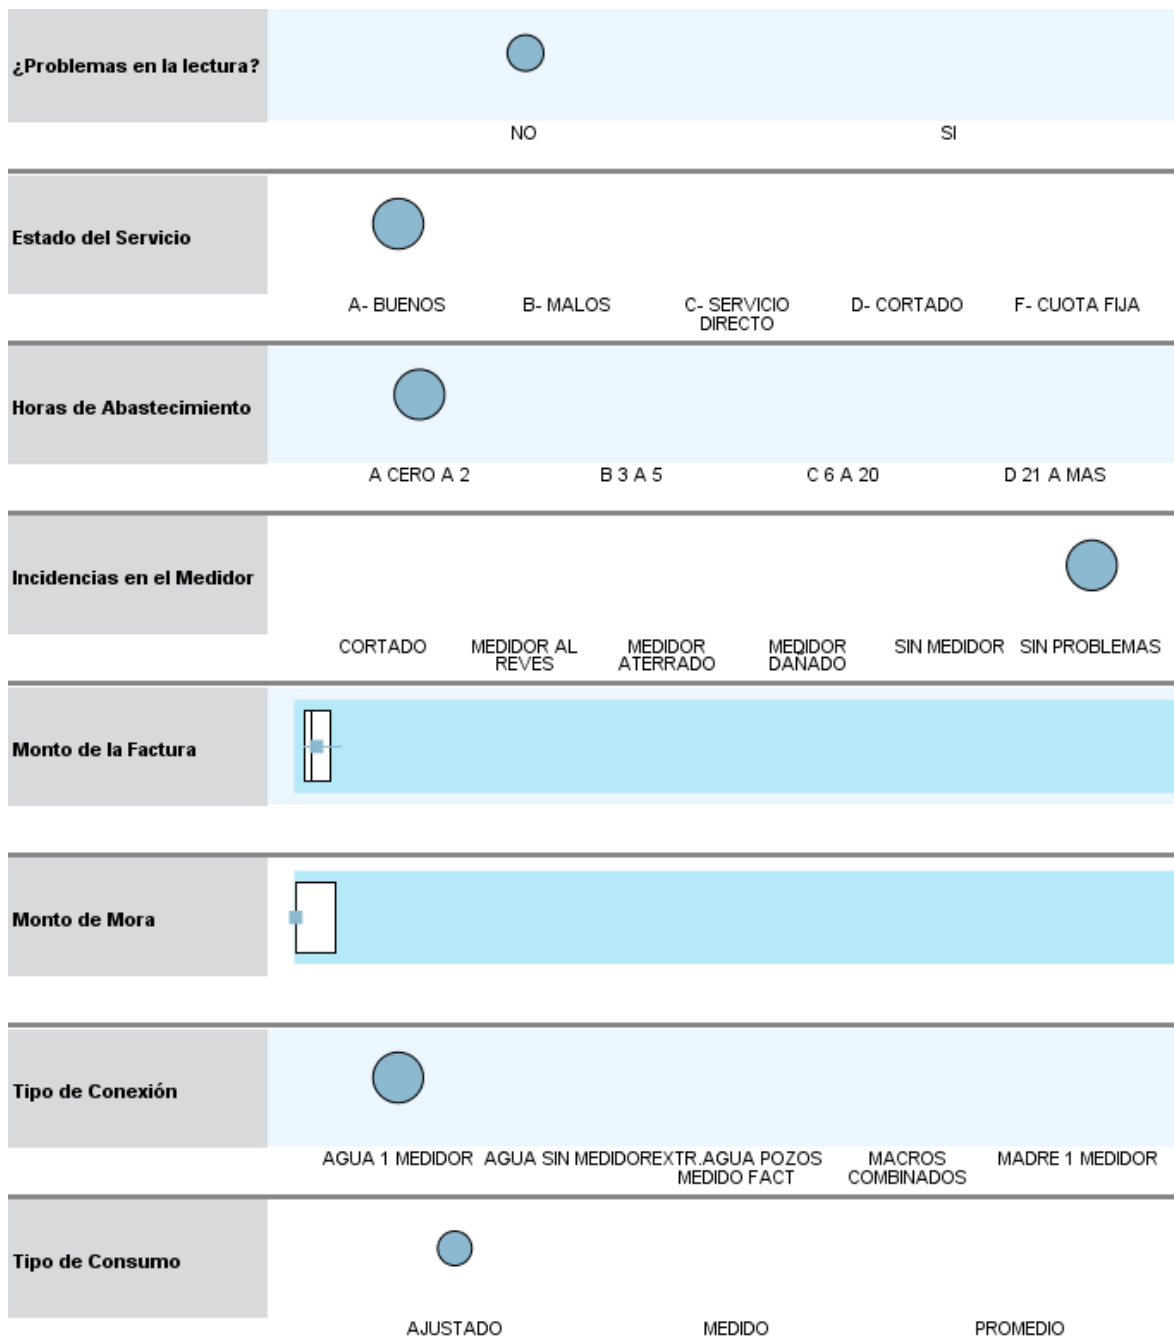 ¿Problemas en la lectura?
NO SI
Estado del Servicio
A- BUENOS B- MALOS C- SERVICIO DIRECTO D- CORTADO F- CUOTA FIJA
Horas de Abastecimiento
A CERO A 2 B 3 A 5 C 6 A 20 D 21 A MAS
Incidencias en el Medidor
CORTADO MEDIDOR AL REVES MEDIDOR ATERRADO MEDIDOR DAÑADO SIN MEDIDOR SIN PROBLEMAS
Monto de la Factura
Monto de Mora
Tipo de Conexión
AGUA 1 MEDIDOR AGUA SIN MEDIDOR EXTR.AGUA POZOS MEDIDO FACT MACROS COMBINADOS MADRE 1 MEDIDOR
Tipo de Consumo
AJUSTADO MEDIDO PROMEDIO